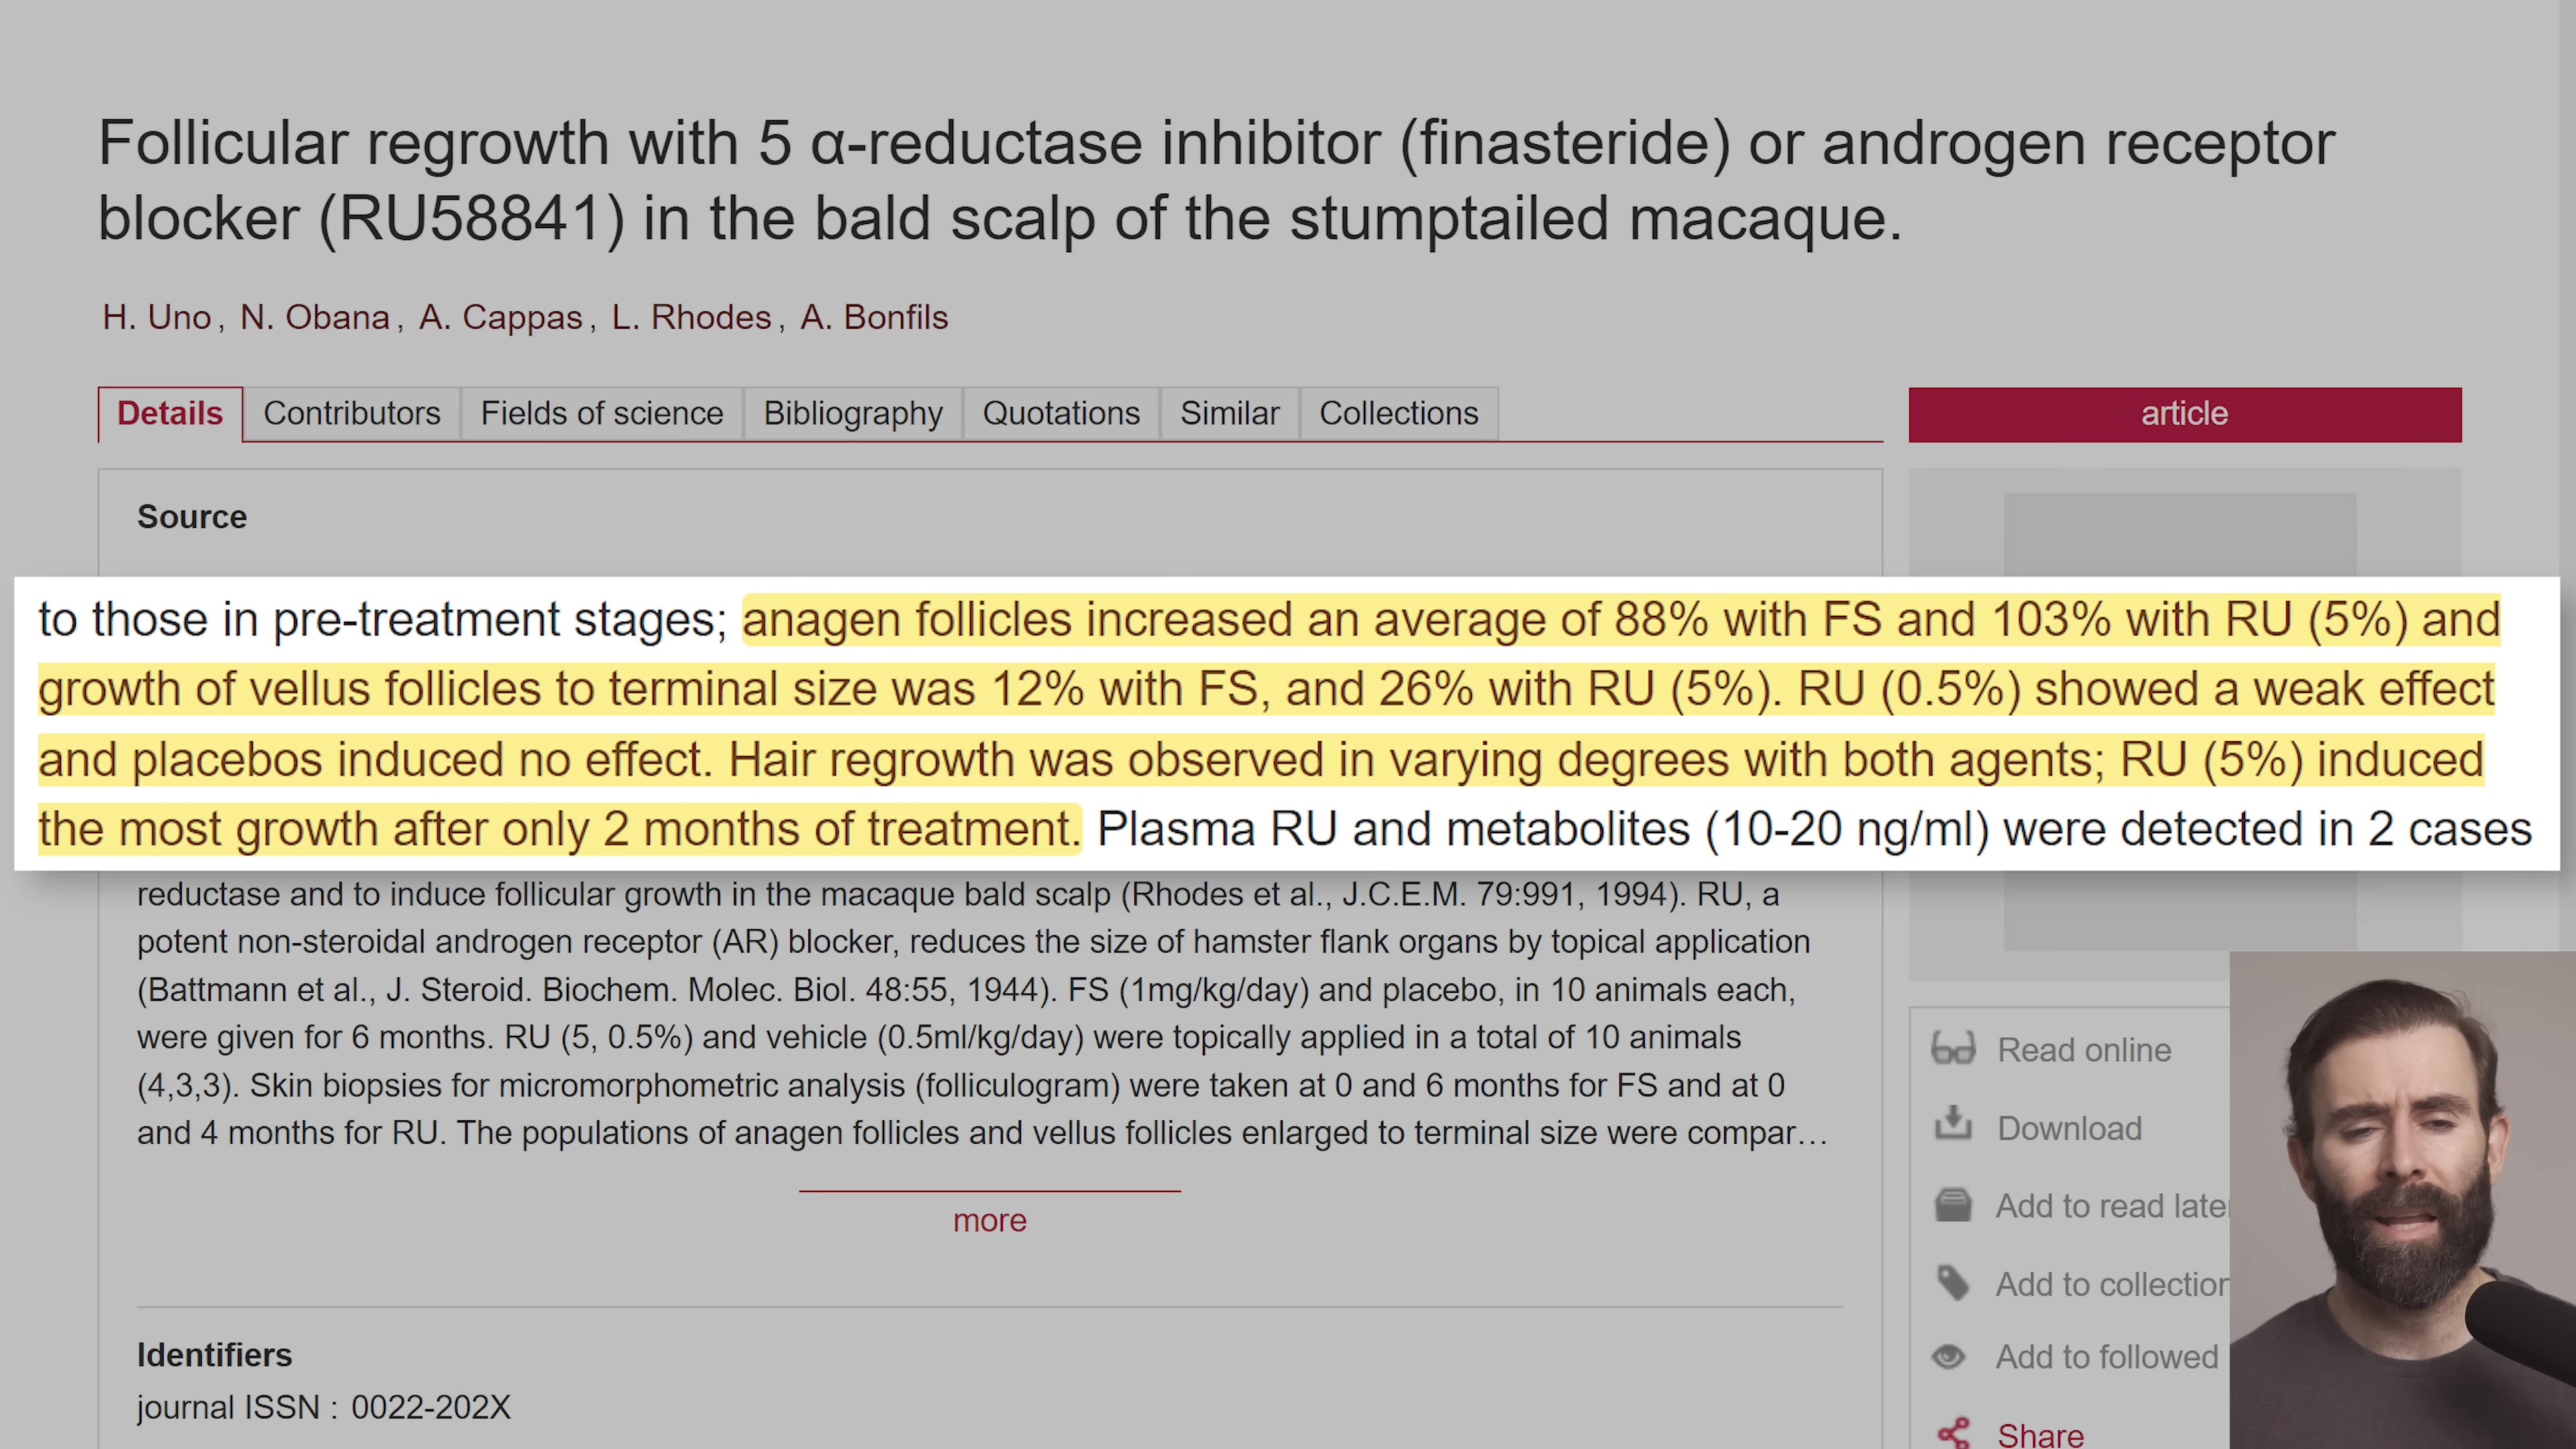 Follicular regrowth with 5 α-reductase inhibitor (finasteride) or androgen receptor
blocker (RU58841) in the bald scalp of the stumptailed macaque.
H. Uno , N. Obana , A. Cappas , L. Rhodes , A. Bonfils
Details Contributors Fields of science Bibliography Quotations Similar Collections
article
Source
to those in pre-treatment stages; anagen follicles increased an average of 88% with FS and 103% with RU (5%) and
growth of vellus follicles to terminal size was 12% with FS, and 26% with RU (5%). RU (0.5%) showed a weak effect
and placebos induced no effect. Hair regrowth was observed in varying degrees with both agents; RU (5%) induced
the most growth after only 2 months of treatment. Plasma RU and metabolites (10-20 ng/ml) were detected in 2 cases
reductase and to induce follicular growth in the macaque bald scalp (Rhodes et al., J.C.E.M. 79:991, 1994). RU, a
potent non-steroidal androgen receptor (AR) blocker, reduces the size of hamster flank organs by topical application
(Battmann et al., J. Steroid. Biochem. Molec. Biol. 48:55, 1944). FS (1mg/kg/day) and placebo, in 10 animals each,
were given for 6 months. RU (5, 0.5%) and vehicle (0.5ml/kg/day) were topically applied in a total of 10 animals
(4,3,3). Skin biopsies for micromorphometric analysis (folliculogram) were taken at 0 and 6 months for FS and at 0
and 4 months for RU. The populations of anagen follicles and vellus follicles enlarged to terminal size were compar...
more
Identifiers
journal ISSN : 0022-202X
Read online
Download
Add to read later
Add to collection
Add to followed
Share